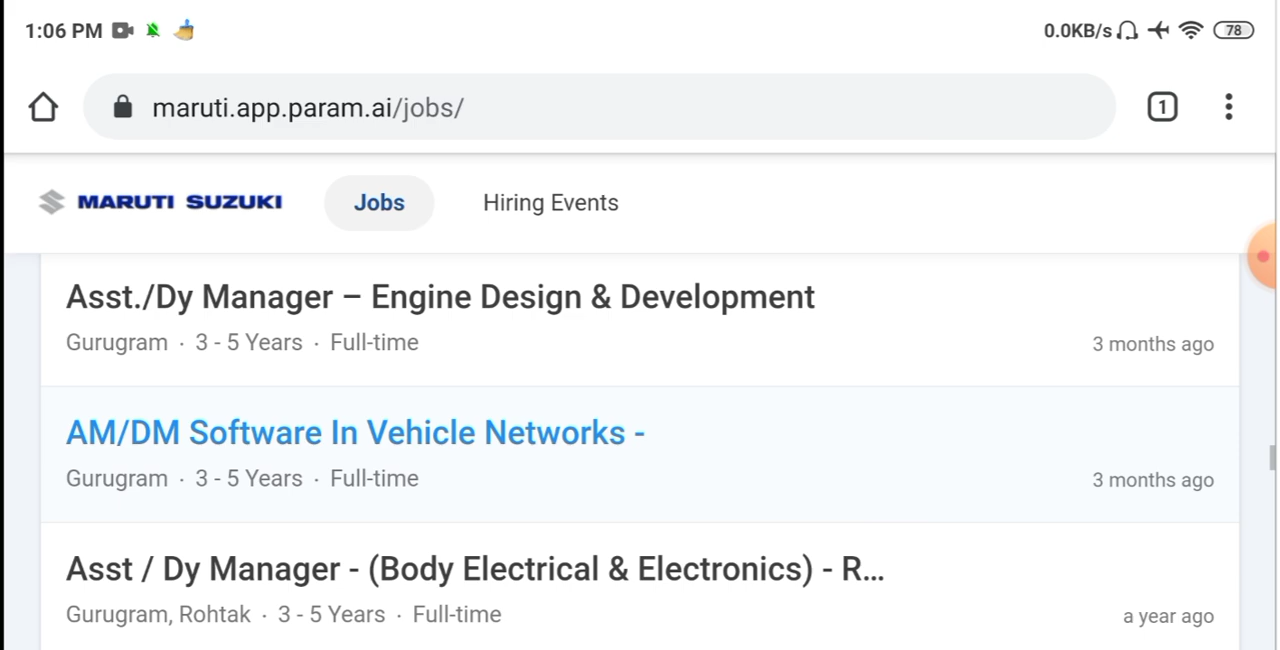 1:06 PM 0.0KB/s 78
maruti.app.param.ai/jobs/ 1
MARUTI SUZUKI Jobs Hiring Events
Asst./Dy Manager – Engine Design & Development
Gurugram · 3 - 5 Years · Full-time 3 months ago
AM/DM Software In Vehicle Networks -
Gurugram · 3 - 5 Years · Full-time 3 months ago
Asst / Dy Manager - (Body Electrical & Electronics) - R...
Gurugram, Rohtak · 3 - 5 Years · Full-time a year ago